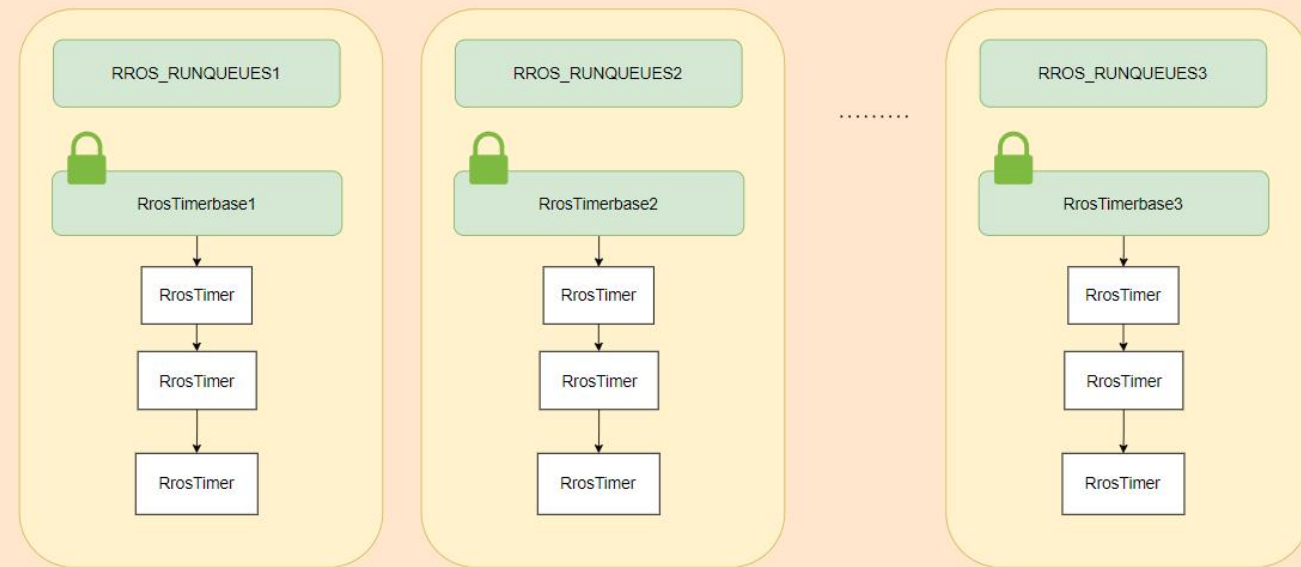 RROS_RUNQUEUES1
RROS_RUNQUEUES2
.........
RROS_RUNQUEUES3
RrosTimerbase1
RrosTimerbase2
RrosTimerbase3
RrosTimer
RrosTimer
RrosTimer
RrosTimer
RrosTimer
RrosTimer
RrosTimer
RrosTimer
RrosTimer